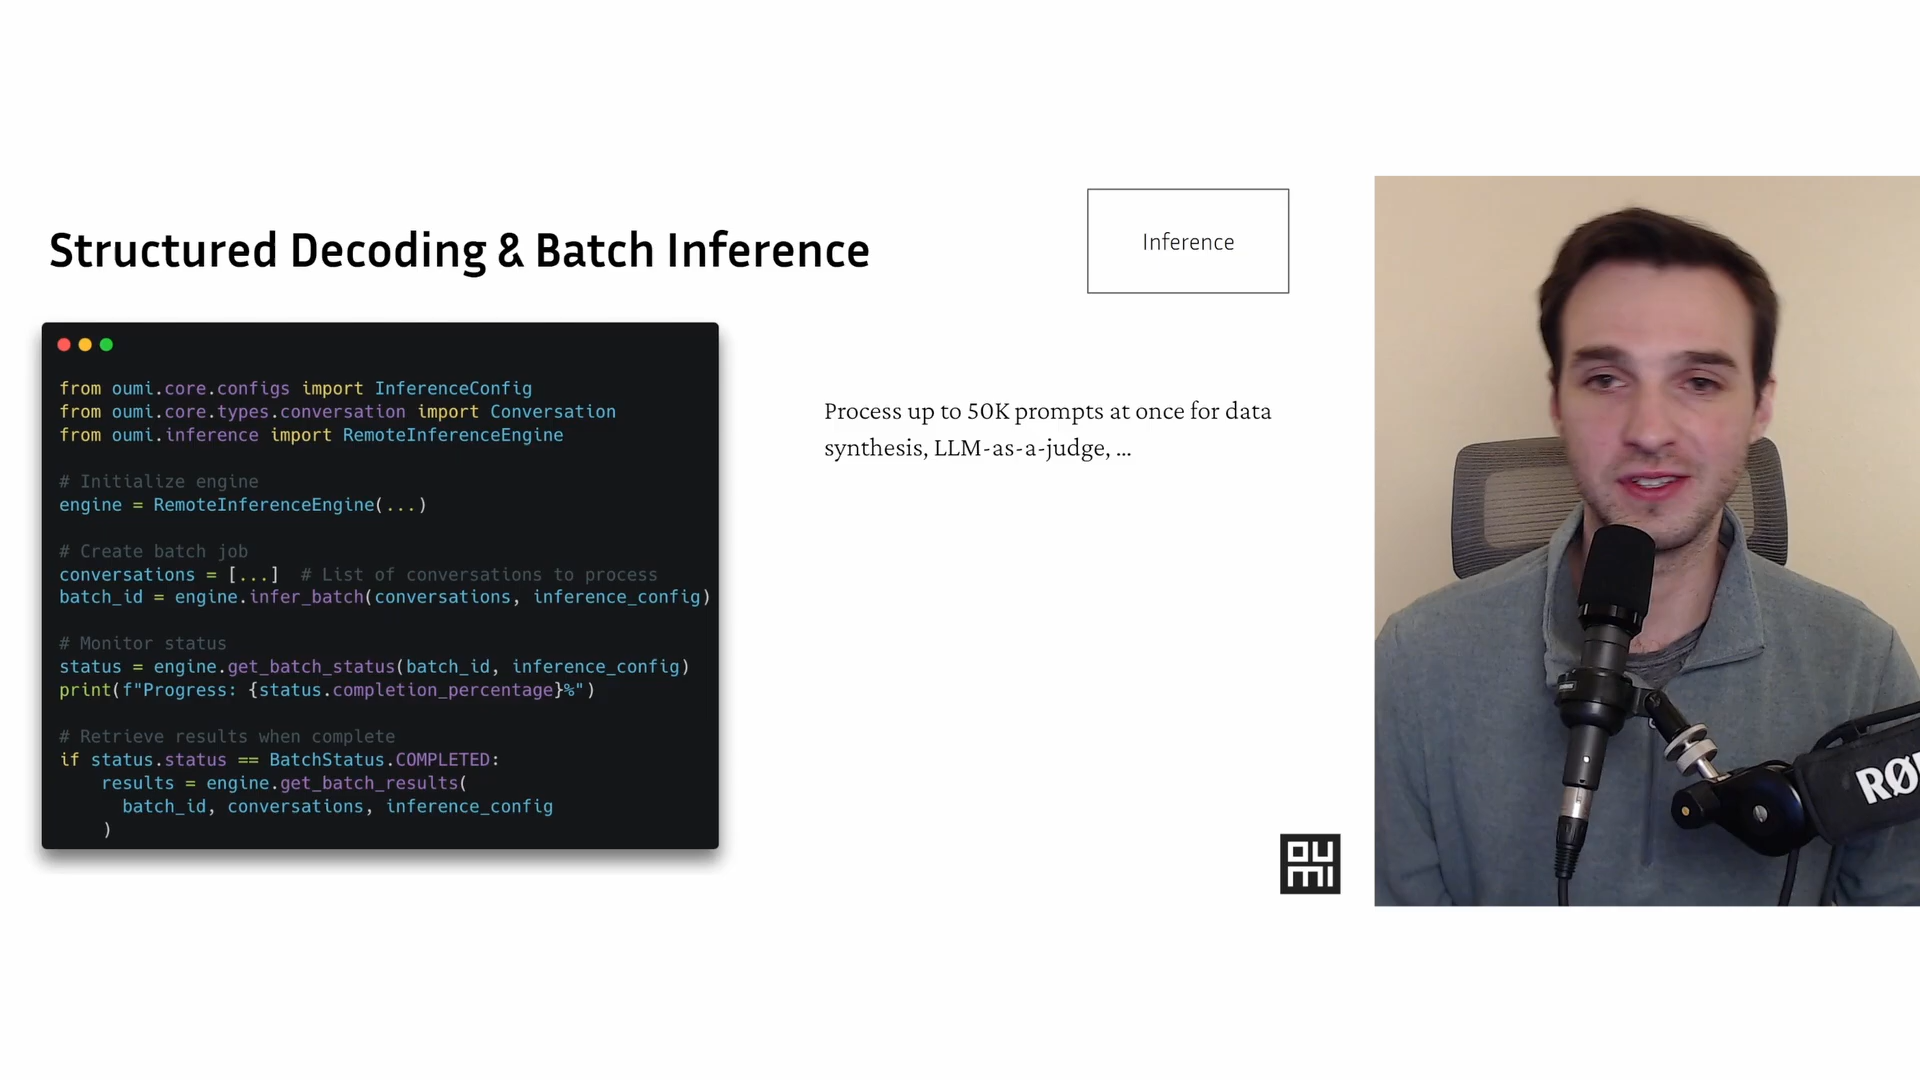 Structured Decoding & Batch Inference
Inference
from oumi.core.configs import InferenceConfig
from oumi.core.types.conversation import Conversation
from oumi.inference import RemoteInferenceEngine
# Initialize engine
engine = RemoteInferenceEngine(...)
# Create batch job
conversations = [...]  # List of conversations to process
batch_id = engine.infer_batch(conversations, inference_config)
# Monitor status
status = engine.get_batch_status(batch_id, inference_config)
print(f"Progress: {status.completion_percentage}%")
# Retrieve results when complete
if status.status == BatchStatus.COMPLETED:
    results = engine.get_batch_results(
      batch_id, conversations, inference_config
    )
Process up to 50K prompts at once for data
synthesis, LLM-as-a-judge, ...
OU
MI